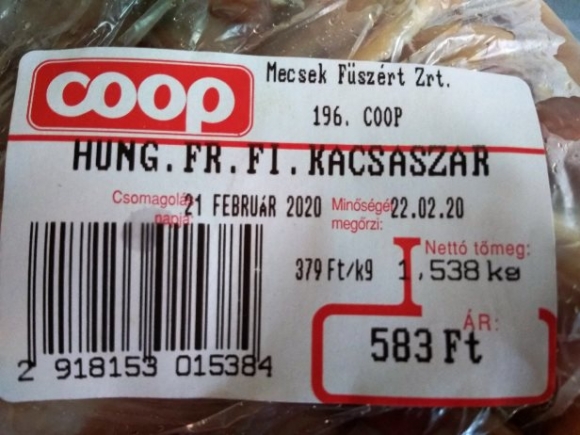 coop
Mecsek Füszért Zrt.
196. COOP
HUNG.FR.FI.KACSASZAR
Csomagolás napja: 21 FEBRUáR 2020 Minőségét megőrzi: 22.02.20
Nettó tömeg:
379 Ft/kg 1,538 kg
ÁR:
583 Ft
2 918153 015384